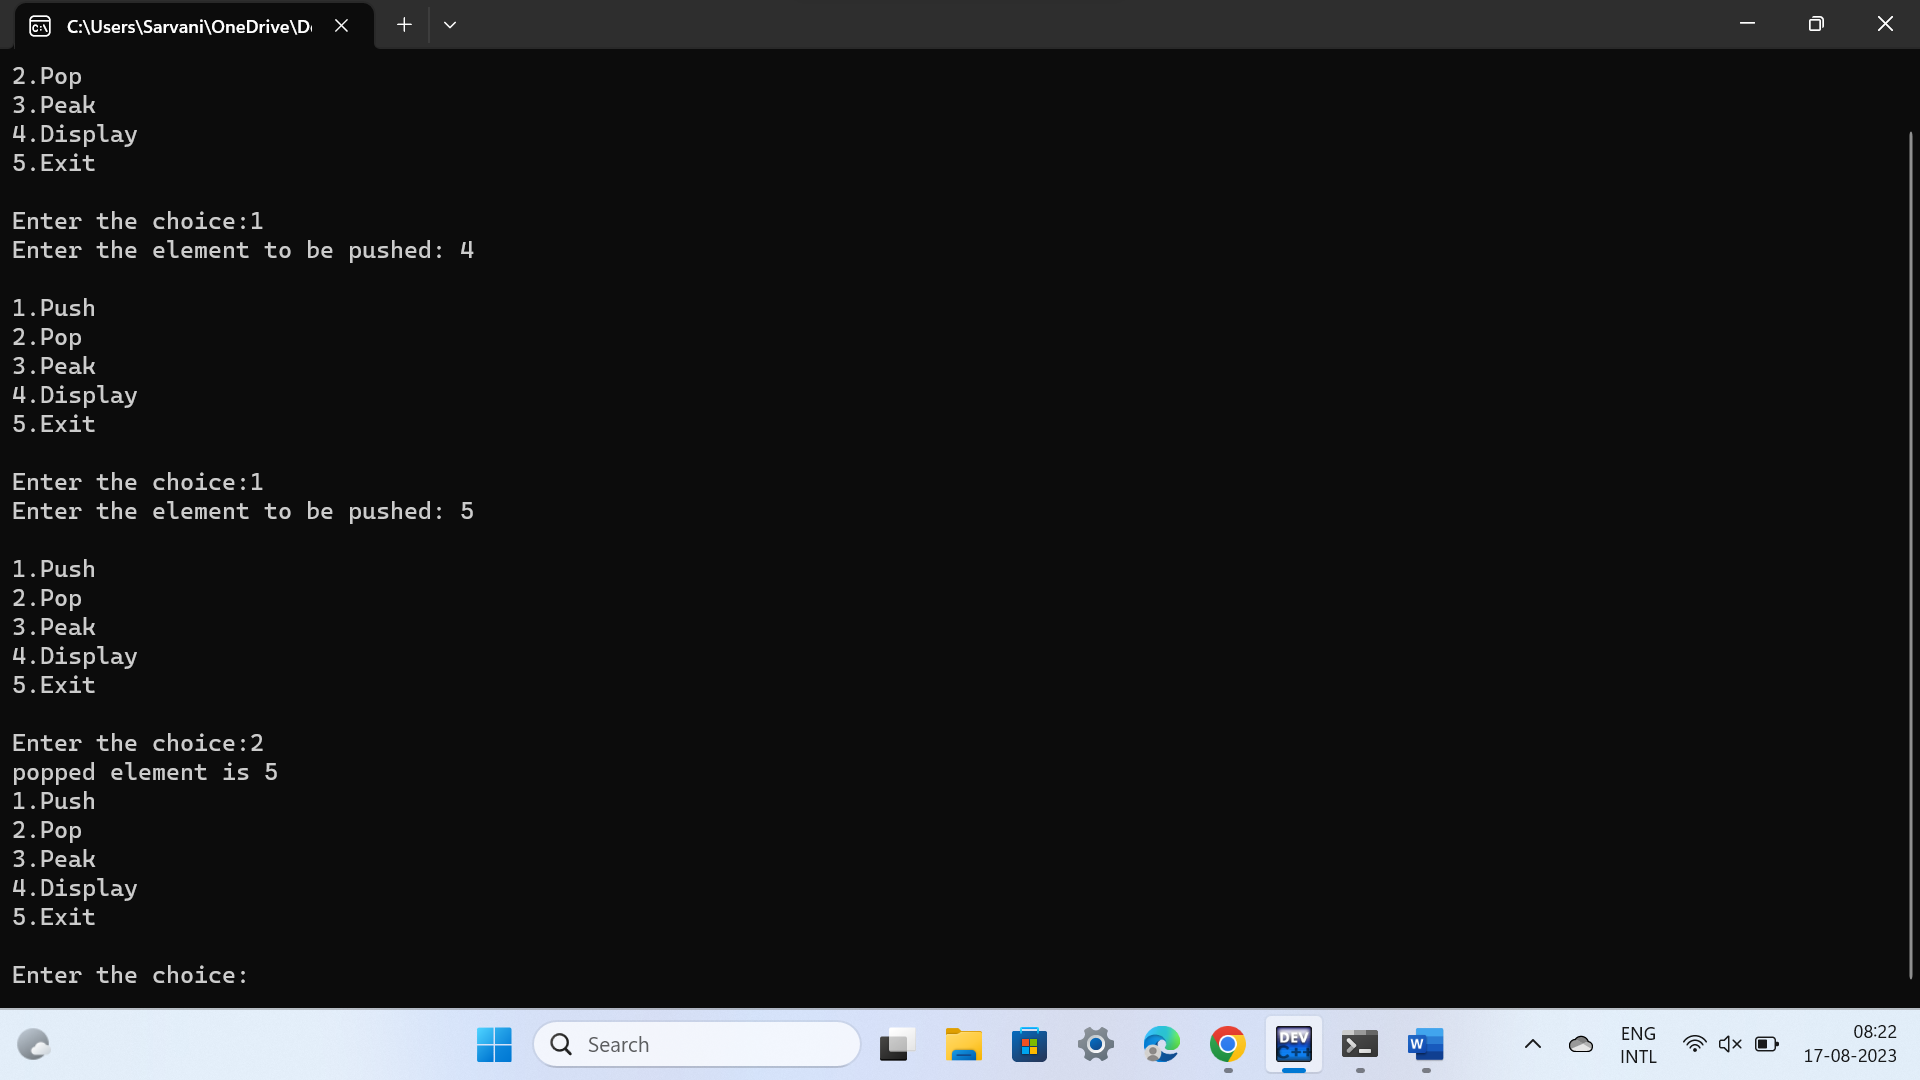 C:\Users\Sarvani\OneDrive\D
2.Pop
3.Peak
4.Display
5.Exit
Enter the choice:1
Enter the element to be pushed: 4
1.Push
2.Pop
3.Peak
4.Display
5.Exit
Enter the choice:1
Enter the element to be pushed: 5
1.Push
2.Pop
3.Peak
4.Display
5.Exit
Enter the choice:2
popped element is 5
1.Push
2.Pop
3.Peak
4.Display
5.Exit
Enter the choice:
Search
DEV
C++
W
ENG
INTL
08:22
17-08-2023